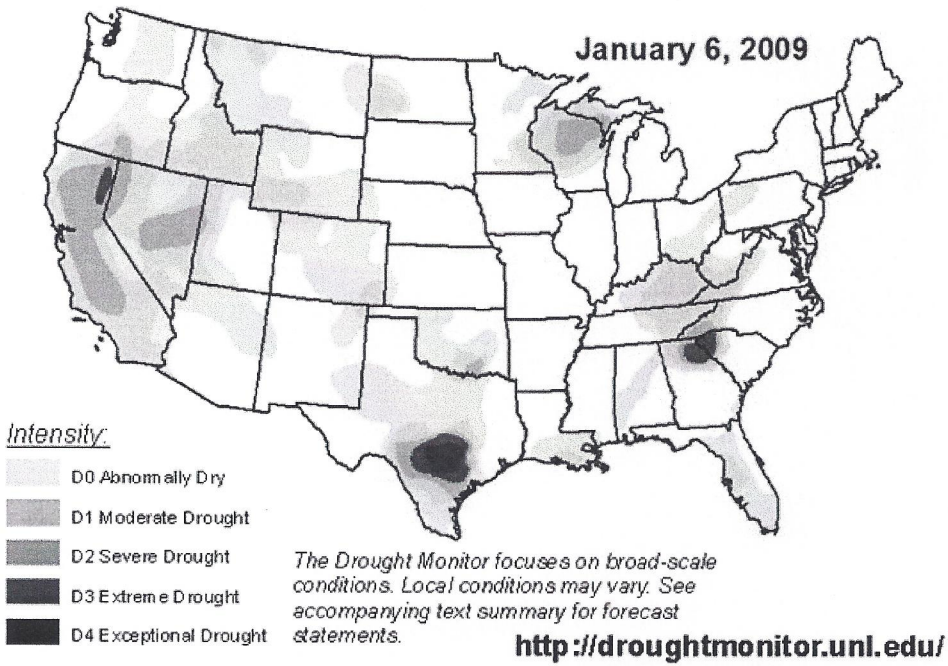 January 6, 2009
Intensity:
D0 Abnormally Dry
D1 Moderate Drought
D2 Severe Drought
D3 Extreme Drought
D4 Exceptional Drought
The Drought Monitor focuses on broad-scale
conditions. Local conditions may vary. See
accompanying text summary for forecast
statements.
http://droughtmonitor.unl.edu/